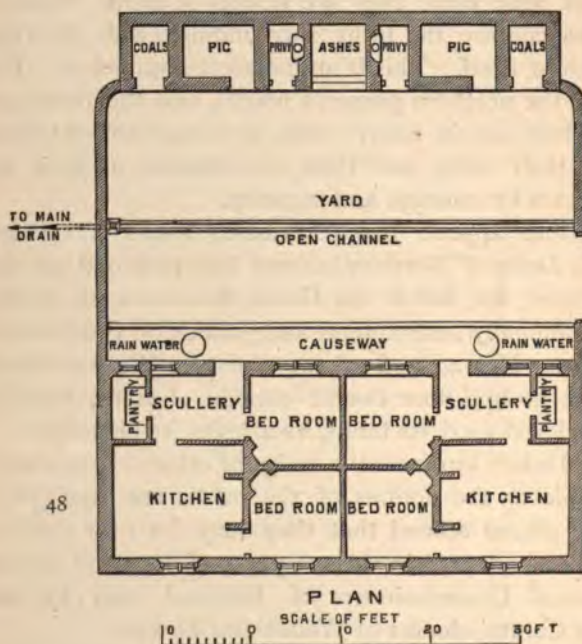 COALS PIG PRIVY ASHES PRIVY PIG COALS
YARD
TO MAIN
DRAIN
OPEN CHANNEL
RAIN WATER CAUSEWAY RAIN WATER
PANTRY SCULLERY BED ROOM BED ROOM SCULLERY PANTRY
KITCHEN BED ROOM BED ROOM KITCHEN
48
PLAN
SCALE OF FEET
10 0 10 20 30FT